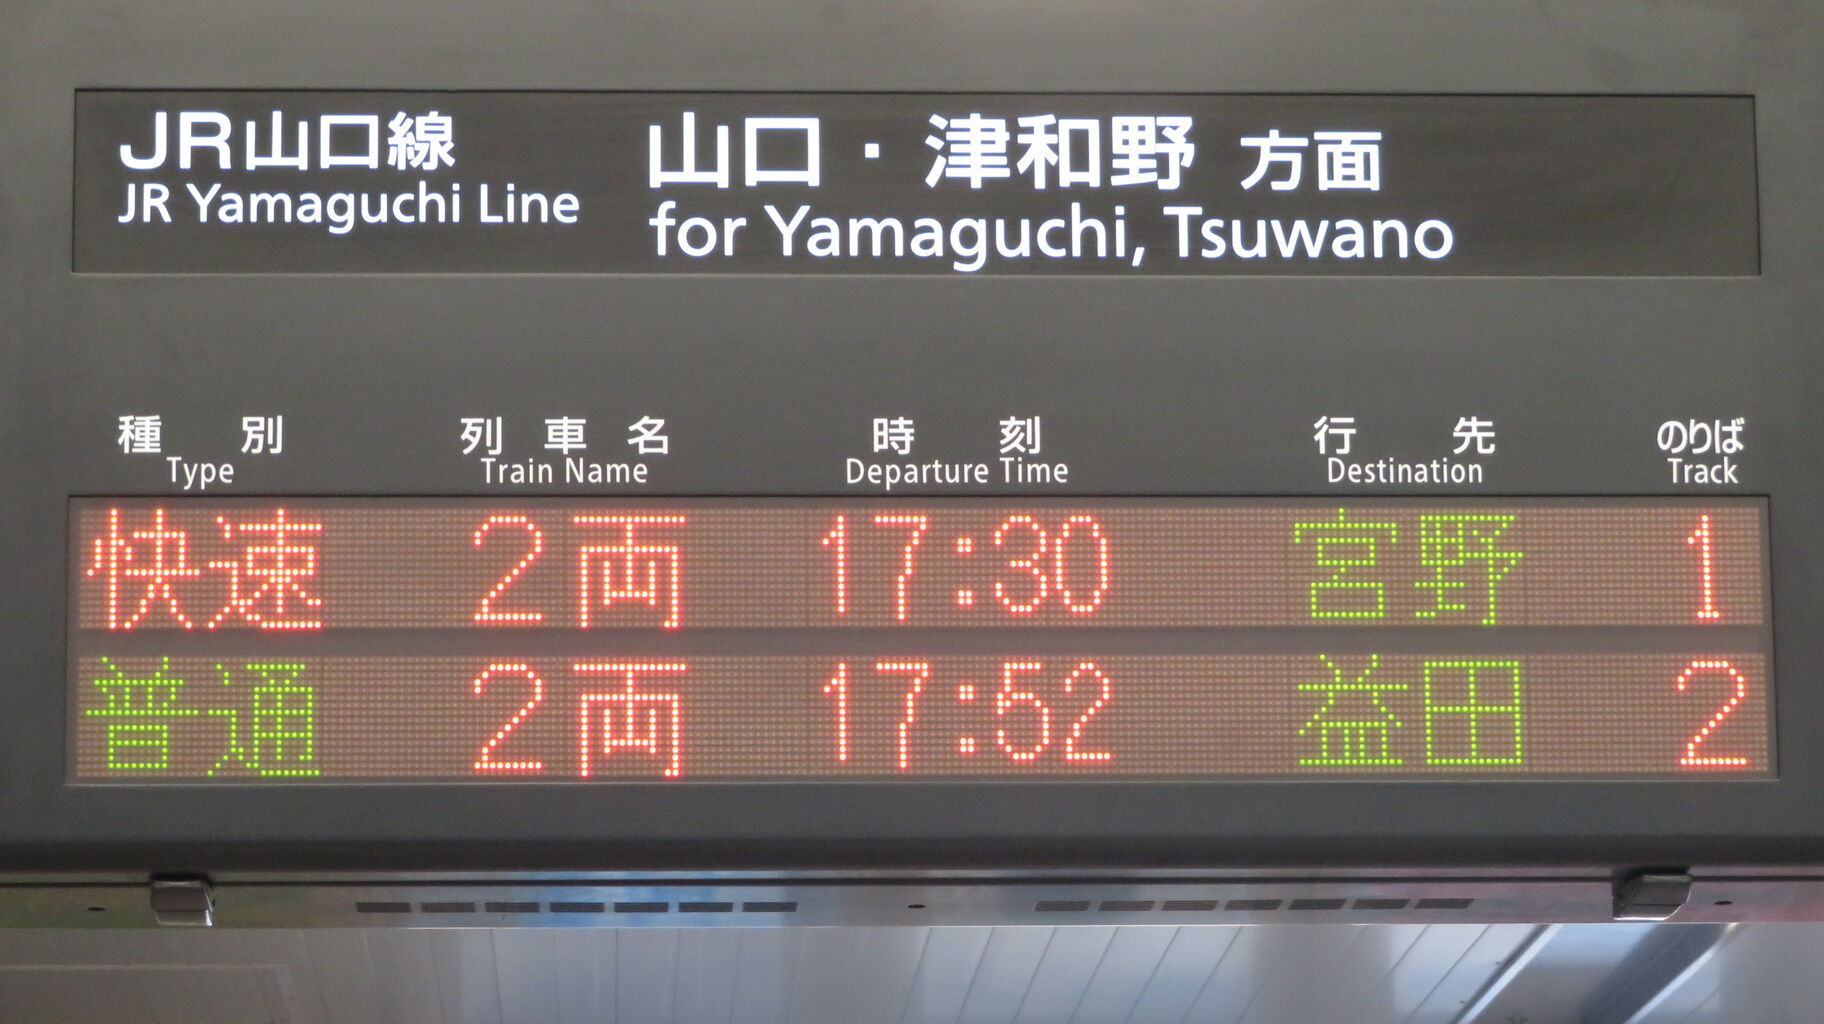 JR山口線 山口・津和野 方面
JR Yamaguchi Line for Yamaguchi, Tsuwano
種別 列車名 時刻 行先 のりば
Type Train Name Departure Time Destination Track
快速 2両 17:30 宮野 1
普通 2両 17:52 益田 2